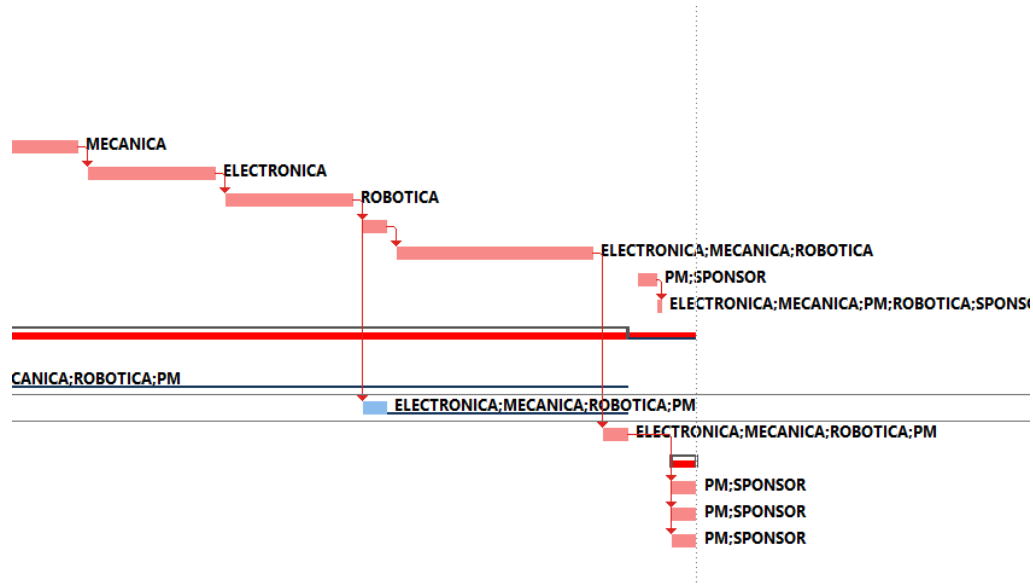 MECANICA
ELECTRONICA
ROBOTICA
ELECTRONICA;MECANICA;ROBOTICA
PM;SPONSOR
ELECTRONICA;MECANICA;PM;ROBOTICA;SPONSO
CANICA;ROBOTICA;PM
ELECTRONICA;MECANICA;ROBOTICA;PM
ELECTRONICA;MECANICA;ROBOTICA;PM
PM;SPONSOR
PM;SPONSOR
PM;SPONSOR